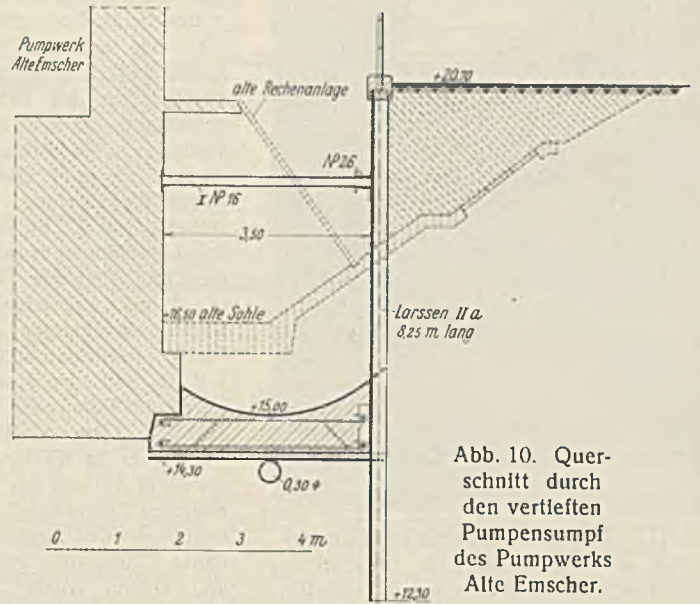 Pumpwerk
Alte Emscher
+20,70
alte Rechenanlage
NP 26
I NP 16
3,50
+16,50 alte Sohle
Larssen IIa
8,25 m lang
+15,00
+14,30
0,30 ⌀
0 1 2 3 4 m
+12,30
Abb. 10. Quer-
schnitt durch
den vertieften
Pumpensumpf
des Pumpwerks
Alte Emscher.